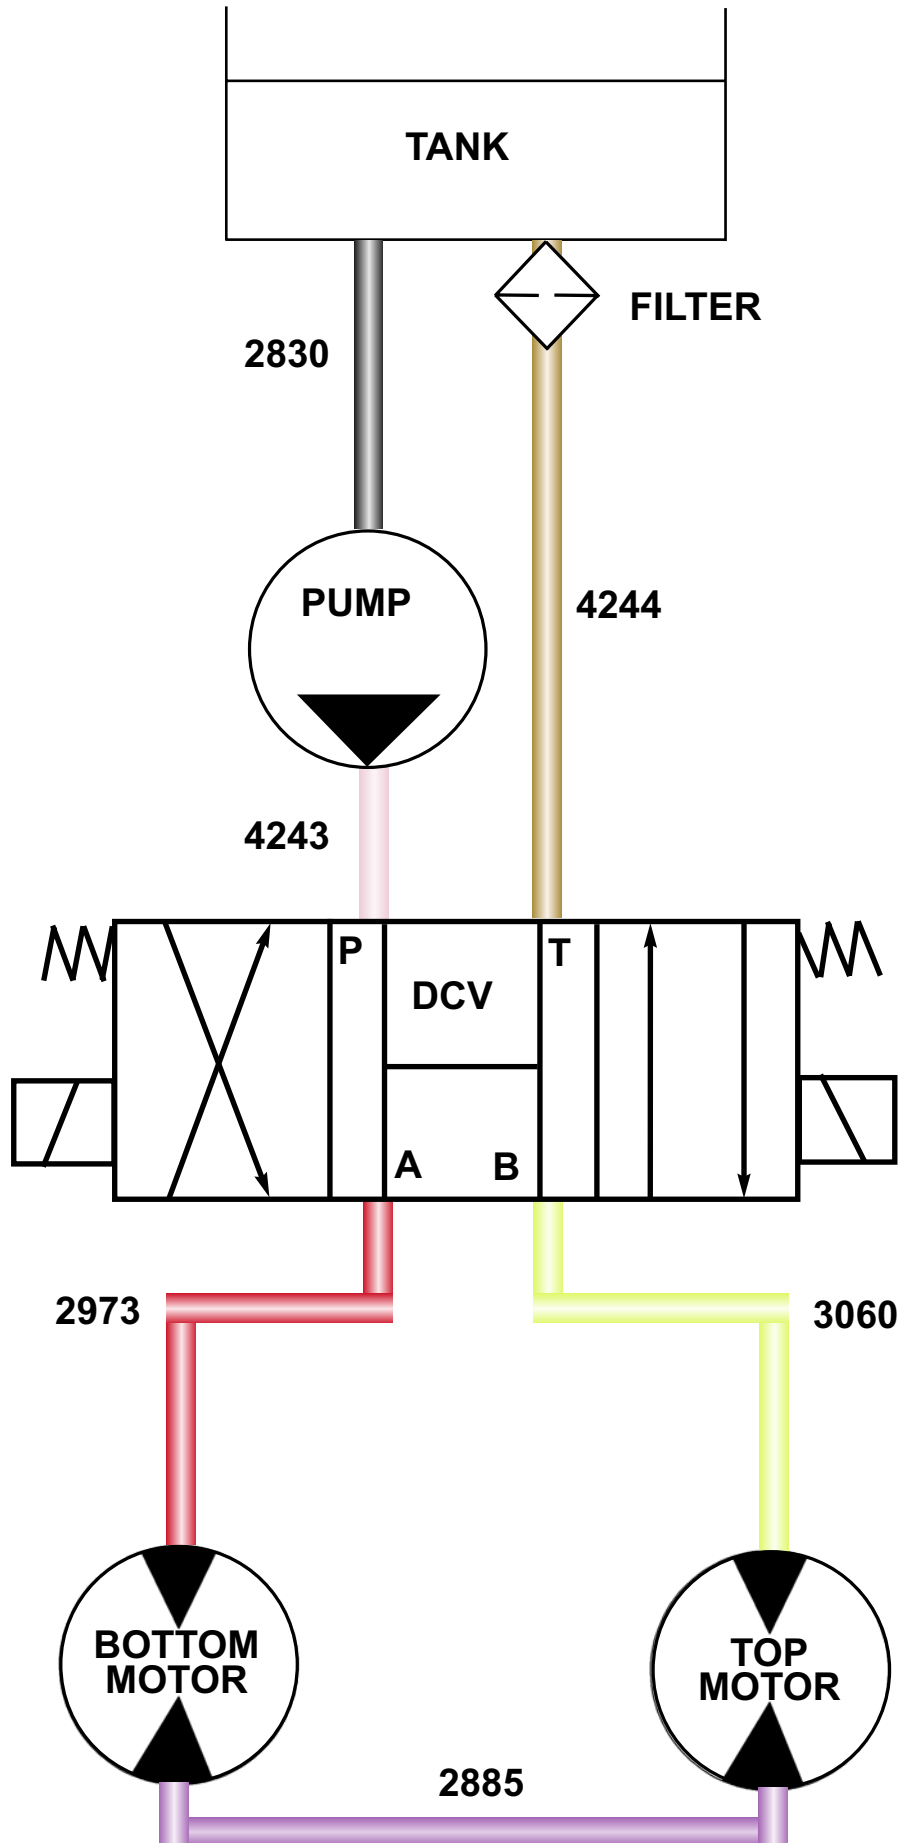 TANK
FILTER
2830
PUMP
4244
4243
P
T
DCV
A
B
2973
3060
BOTTOM
MOTOR
TOP
MOTOR
2885